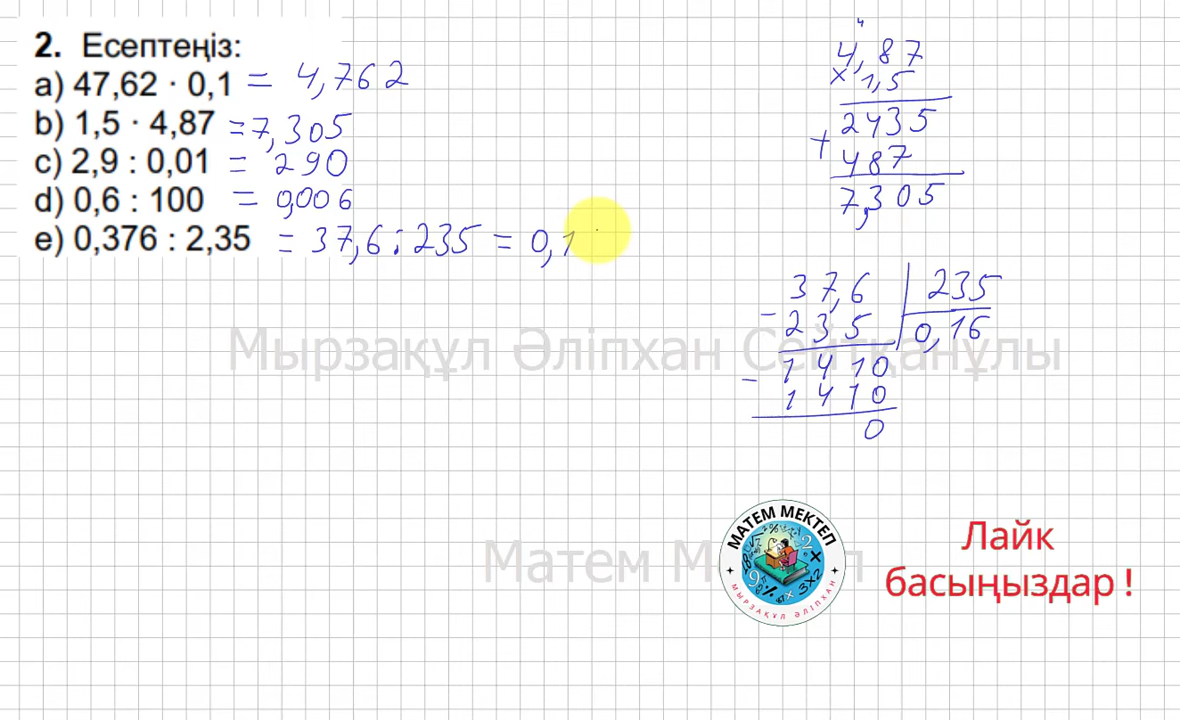 2. Есептеңіз:
a) 47,62 · 0,1 = 4,762
b) 1,5 · 4,87 = 7,305
c) 2,9 : 0,01 = 290
d) 0,6 : 100 = 0,006
e) 0,376 : 2,35 = 37,6 : 235 = 0,1
4
4,87
× 1,5
2435
+ 487
7,305
37,6 235
- 235 0,16
1410
- 1410
0
Мырзақұл Әліпхан Сейтқанұлы
Матем М п
МАТЕМ МЕКТЕП
МЫРЗАҚҰЛ ӘЛІПХАН
Лайк
басыңыздар !